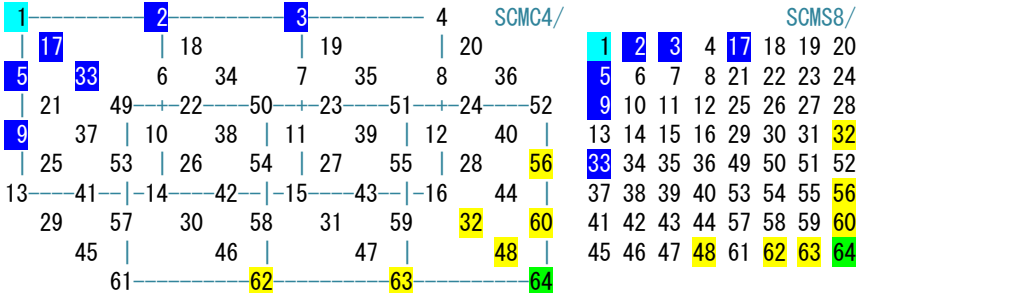 1 2 3 4 SCMC4/ SCMS8/
17 18 19 20 1 2 3 4 17 18 19 20
5 33 6 34 7 35 8 36 5 6 7 8 21 22 23 24
21 49 22 50 23 51 24 52 9 10 11 12 25 26 27 28
9 37 10 38 11 39 12 40 13 14 15 16 29 30 31 32
25 53 26 54 27 55 28 56 33 34 35 36 49 50 51 52
13 41 14 42 15 43 16 44 37 38 39 40 53 54 55 56
29 57 30 58 31 59 32 60 41 42 43 44 57 58 59 60
45 46 47 48 45 46 47 48 61 62 63 64
61 62 63 64